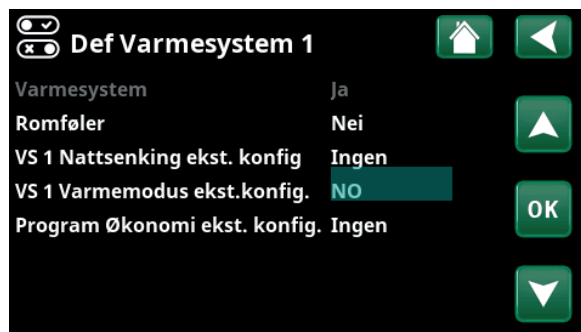 Def Varmesystem 1
Varmesystem Ja
Romføler Nei
VS 1 Nattsenking ekst. konfig Ingen
VS 1 Varmemodus ekst.konfig. NO
OK
Program Økonomi ekst. konfig. Ingen